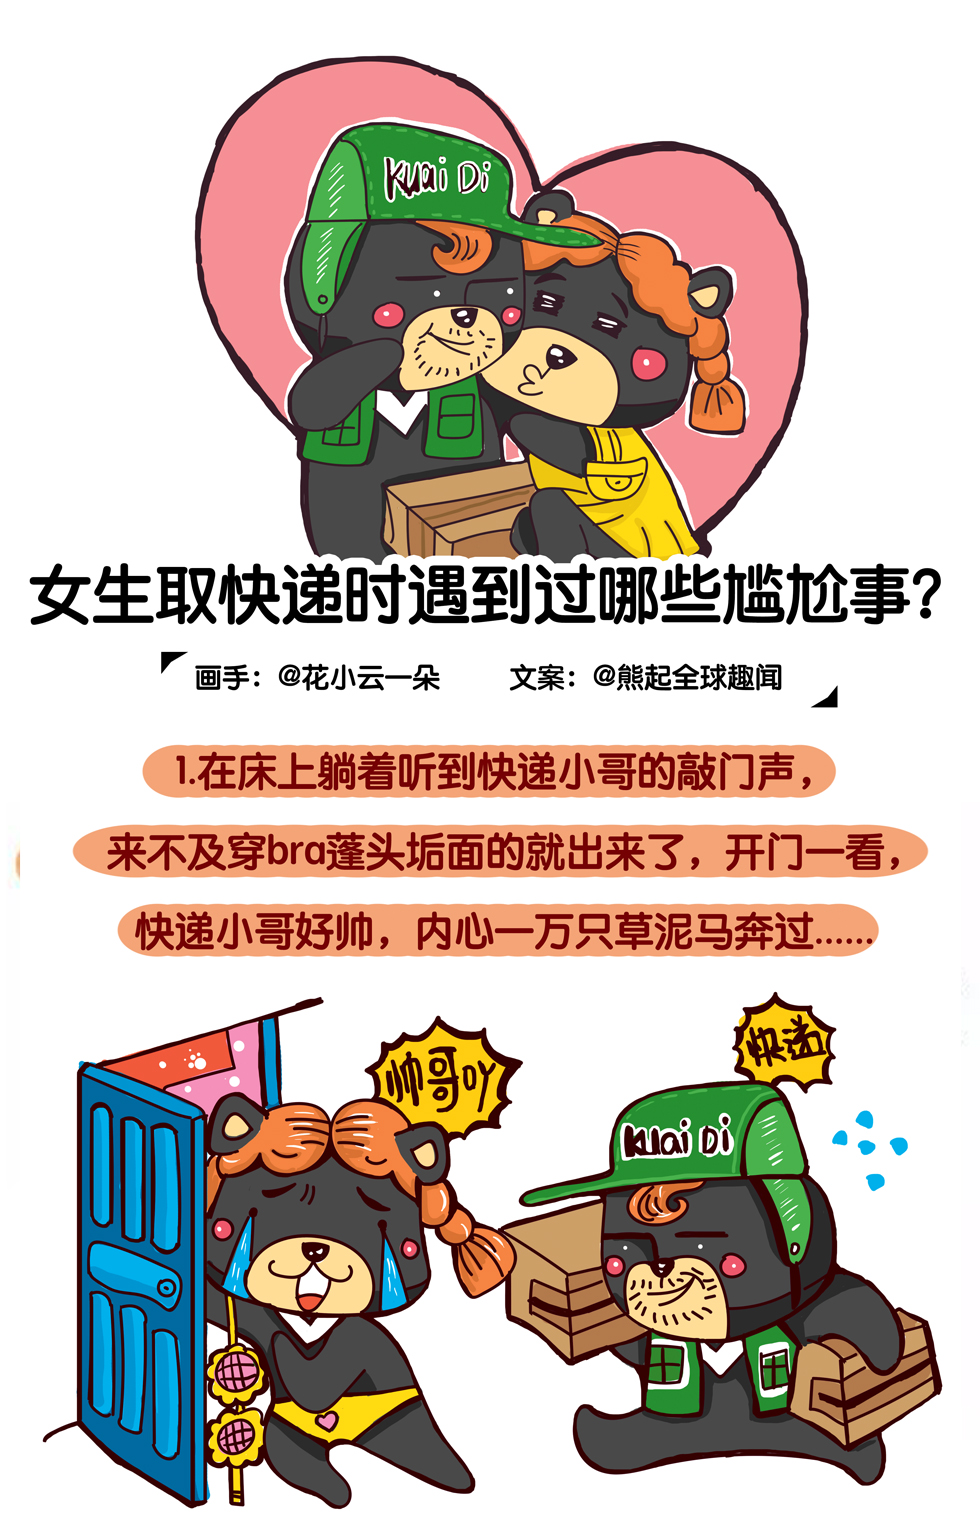 Kuai Di
女生取快递时遇到过哪些尴尬事?
画手：@花小云一朵 文案：@熊起全球趣闻
1.在床上躺着听到快递小哥的敲门声，
来不及穿bra蓬头垢面的就出来了，开门一看，
快递小哥好帅，内心一万只草泥马奔过......
帅哥吖
快递
Kuai Di